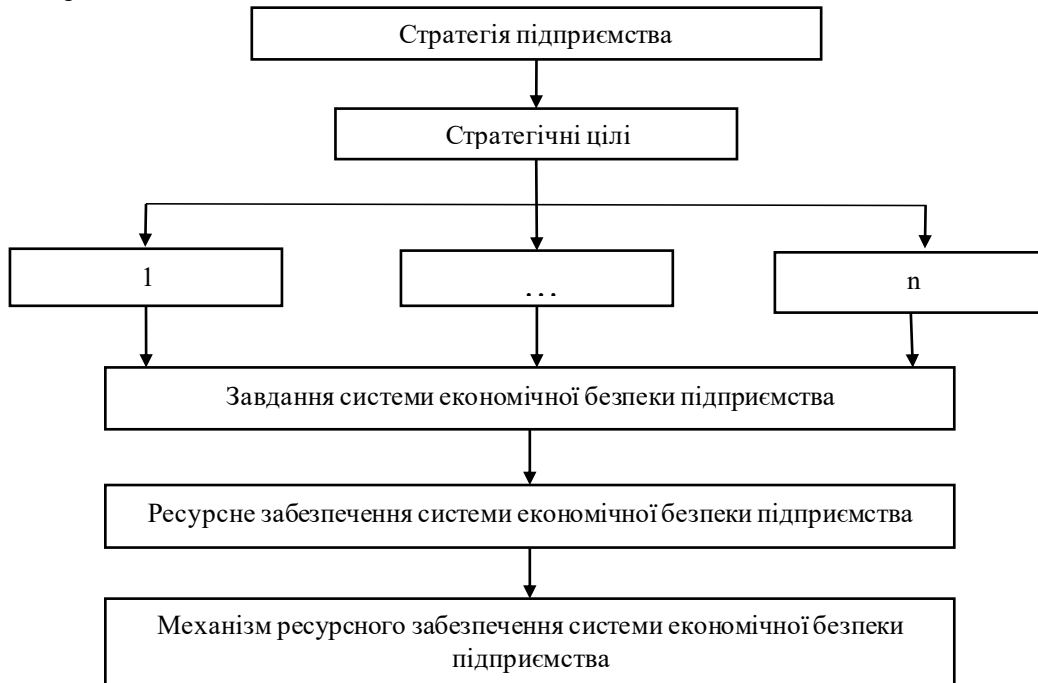 Стратегія підприємства
Стратегічні цілі
1
...
n
Завдання системи економічної безпеки підприємства
Ресурсне забезпечення системи економічної безпеки підприємства
Механізм ресурсного забезпечення системи економічної безпеки
підприємства